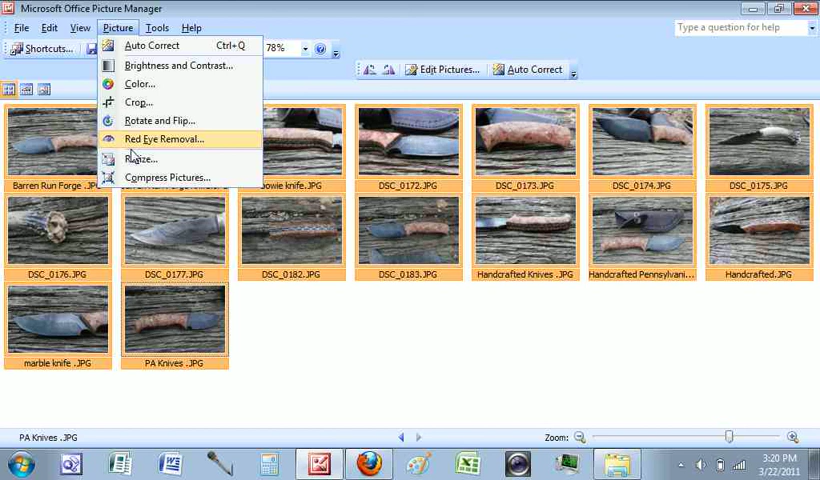 Microsoft Office Picture Manager
File Edit View Picture Tools Help
Type a question for help
Shortcuts...
78%
Auto Correct Ctrl+Q
Brightness and Contrast...
Color...
Crop...
Rotate and Flip...
Red Eye Removal...
Resize...
Compress Pictures...
Edit Pictures... Auto Correct
Barren Run Forge .JPG
bowie knife.JPG
DSC_0172.JPG
DSC_0173.JPG
DSC_0174.JPG
DSC_0175.JPG
DSC_0176.JPG
DSC_0177.JPG
DSC_0182.JPG
DSC_0183.JPG
Handcrafted Knives .JPG
Handcrafted Pennsylvani...
Handcrafted.JPG
marble knife .JPG
PA Knives .JPG
PA Knives .JPG
Zoom:
3:20 PM
3/22/2011